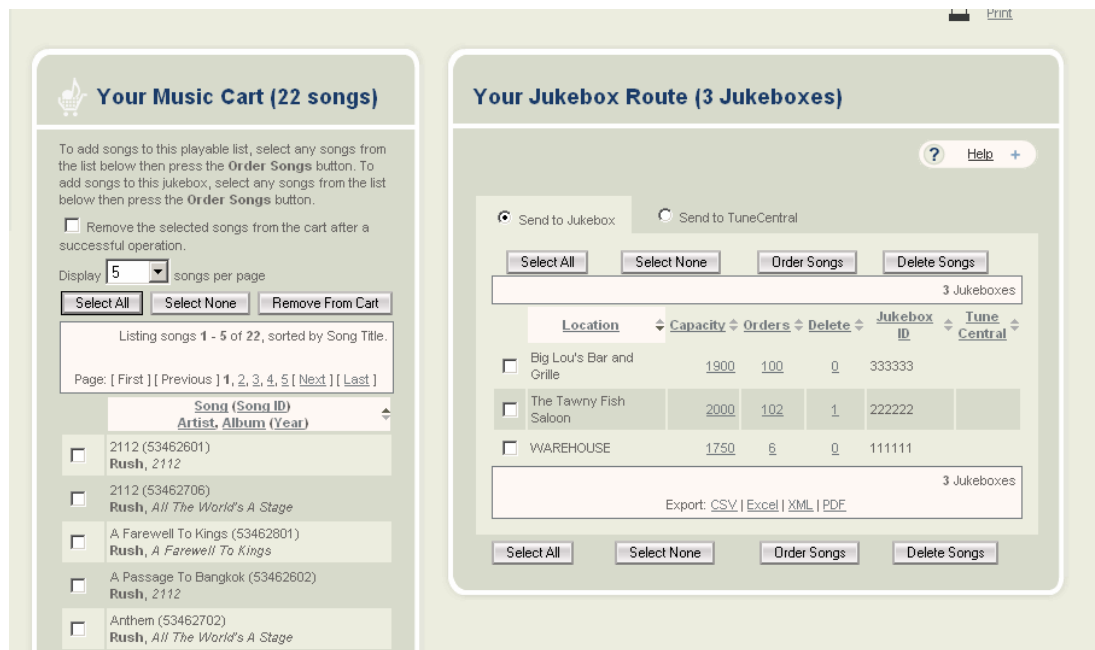 Print
Your Music Cart (22 songs)
To add songs to this playable list, select any songs from
the list below then press the Order Songs button. To
add songs to this jukebox, select any songs from the list
below then press the Order Songs button.
Remove the selected songs from the cart after a
successful operation.
Display 5 songs per page
Select All Select None Remove From Cart
Listing songs 1 - 5 of 22, sorted by Song Title.
Page: [ First ] [ Previous ] 1, 2, 3, 4, 5 [ Next ] [ Last ]
Song (Song ID)
Artist, Album (Year)
2112 (53462601)
Rush, 2112
2112 (53462706)
Rush, All The World's A Stage
A Farewell To Kings (53462801)
Rush, A Farewell To Kings
A Passage To Bangkok (53462602)
Rush, 2112
Anthem (53462702)
Rush, All The World's A Stage
Your Jukebox Route (3 Jukeboxes)
? Help +
Send to Jukebox Send to TuneCentral
Select All Select None Order Songs Delete Songs
3 Jukeboxes
Location Capacity Orders Delete Jukebox ID Tune Central
Big Lou's Bar and Grille 1900 100 0 333333
The Tawny Fish Saloon 2000 102 1 222222
WAREHOUSE 1750 6 0 111111
3 Jukeboxes
Export: CSV | Excel | XML | PDF
Select All Select None Order Songs Delete Songs